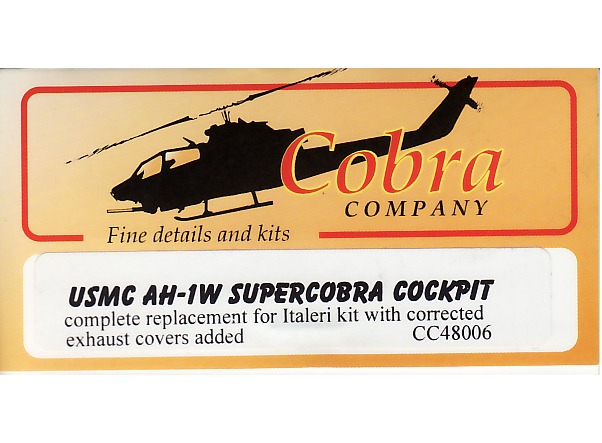 Cobra
COMPANY
Fine details and kits
USMC AH-1W SUPERCOBRA COCKPIT
complete replacement for Italeri kit with corrected
exhaust covers added CC48006